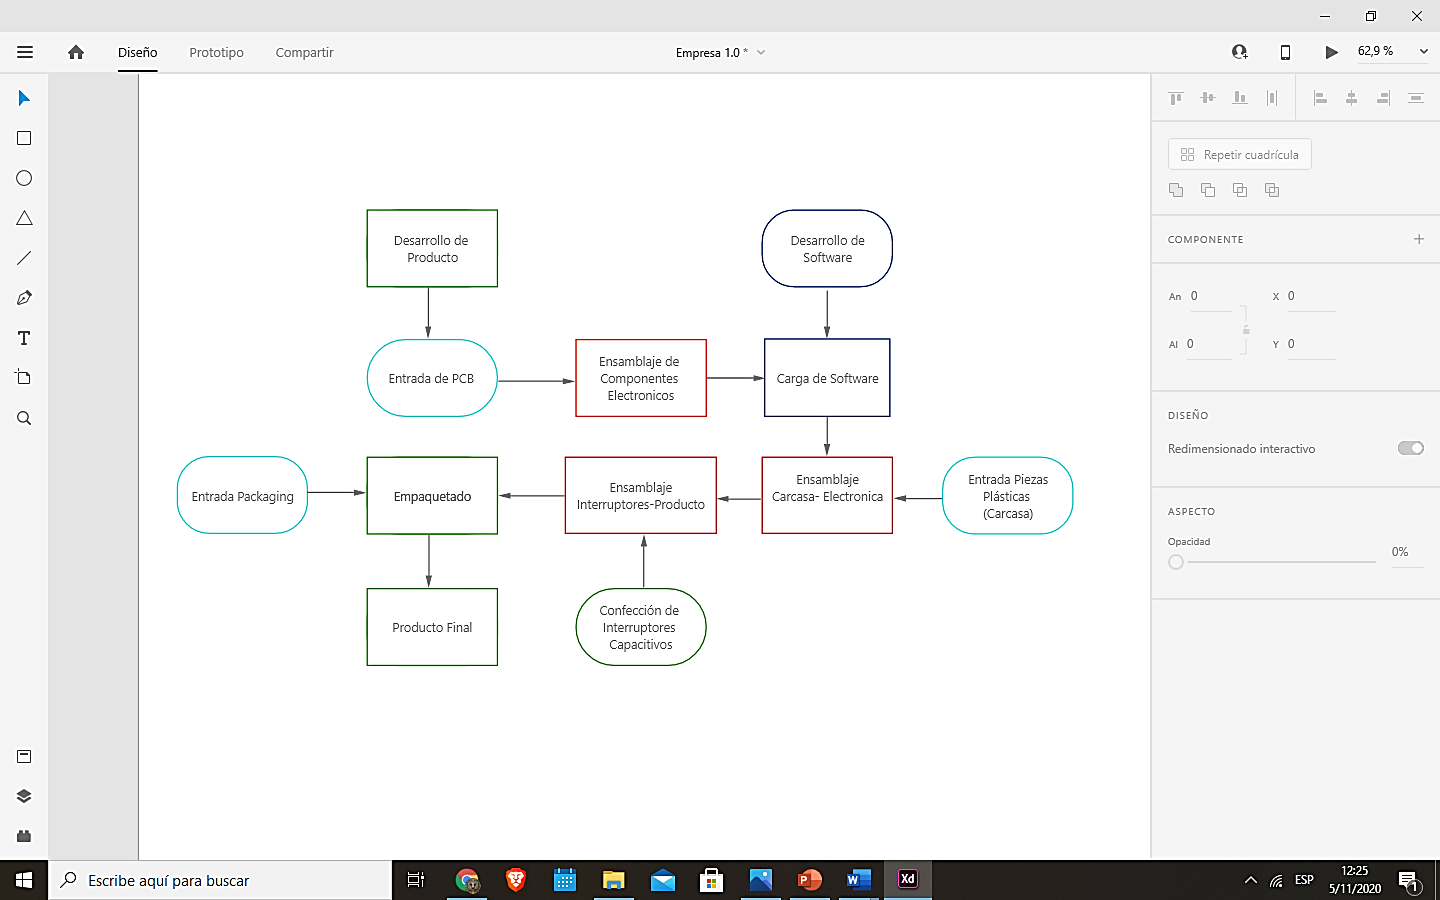 Diseño
Prototipo
Compartir
Empresa 1.0 *
62,9 %
Repetir cuadrícula
COMPONENTE
An 0
X 0
Al 0
Y 0
DISEÑO
Redimensionado interactivo
ASPECTO
Opacidad
0%
Desarrollo de
Producto
Desarrollo de
Software
Entrada de PCB
Ensamblaje de
Componentes
Electronicos
Carga de Software
Entrada Packaging
Empaquetado
Ensamblaje
Interruptores-Producto
Ensamblaje
Carcasa- Electronica
Entrada Piezas
Plásticas
(Carcasa)
Producto Final
Confección de
Interruptores
Capacitivos
Escribe aquí para buscar
Xd
ESP
12:25
5/11/2020
1